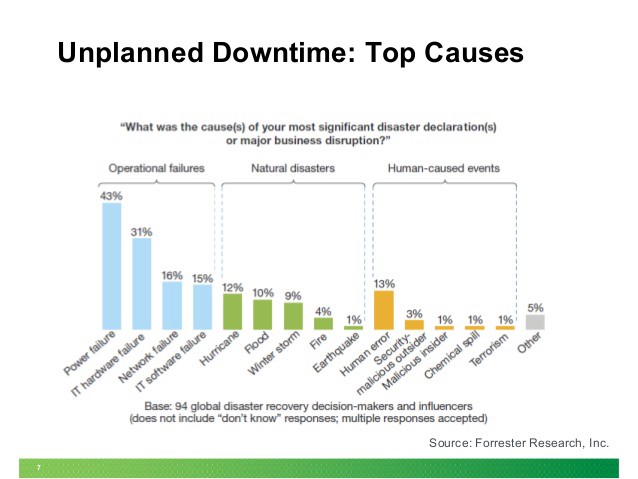 Unplanned Downtime: Top Causes
“What was the cause(s) of your most significant disaster declaration(s)
or major business disruption?”
Operational failures
Natural disasters
Human-caused events
43%
31%
16%
15%
12%
10%
9%
4%
1%
13%
3%
1%
1%
1%
5%
Power failure
IT hardware failure
Network failure
IT software failure
Hurricane
Flood
Winter storm
Fire
Earthquake
Human error
Security-
malicious outsider
Malicious insider
Chemical spill
Terrorism
Other
Base: 94 global disaster recovery decision-makers and influencers
(does not include “don’t know” responses; multiple responses accepted)
Source: Forrester Research, Inc.
7